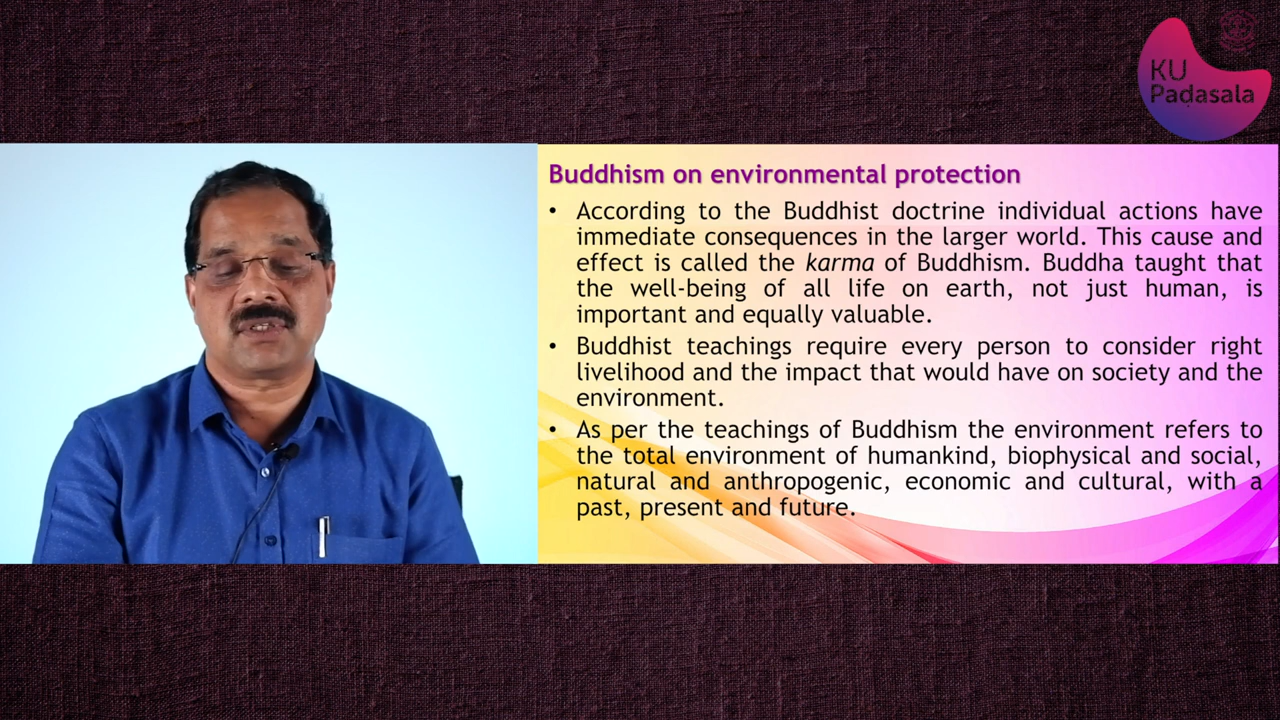 KU
Padasala
Buddhism on environmental protection
• According to the Buddhist doctrine individual actions have
immediate consequences in the larger world. This cause and
effect is called the karma of Buddhism. Buddha taught that
the well-being of all life on earth, not just human, is
important and equally valuable.
• Buddhist teachings require every person to consider right
livelihood and the impact that would have on society and the
environment.
• As per the teachings of Buddhism the environment refers to
the total environment of humankind, biophysical and social,
natural and anthropogenic, economic and cultural, with a
past, present and future.